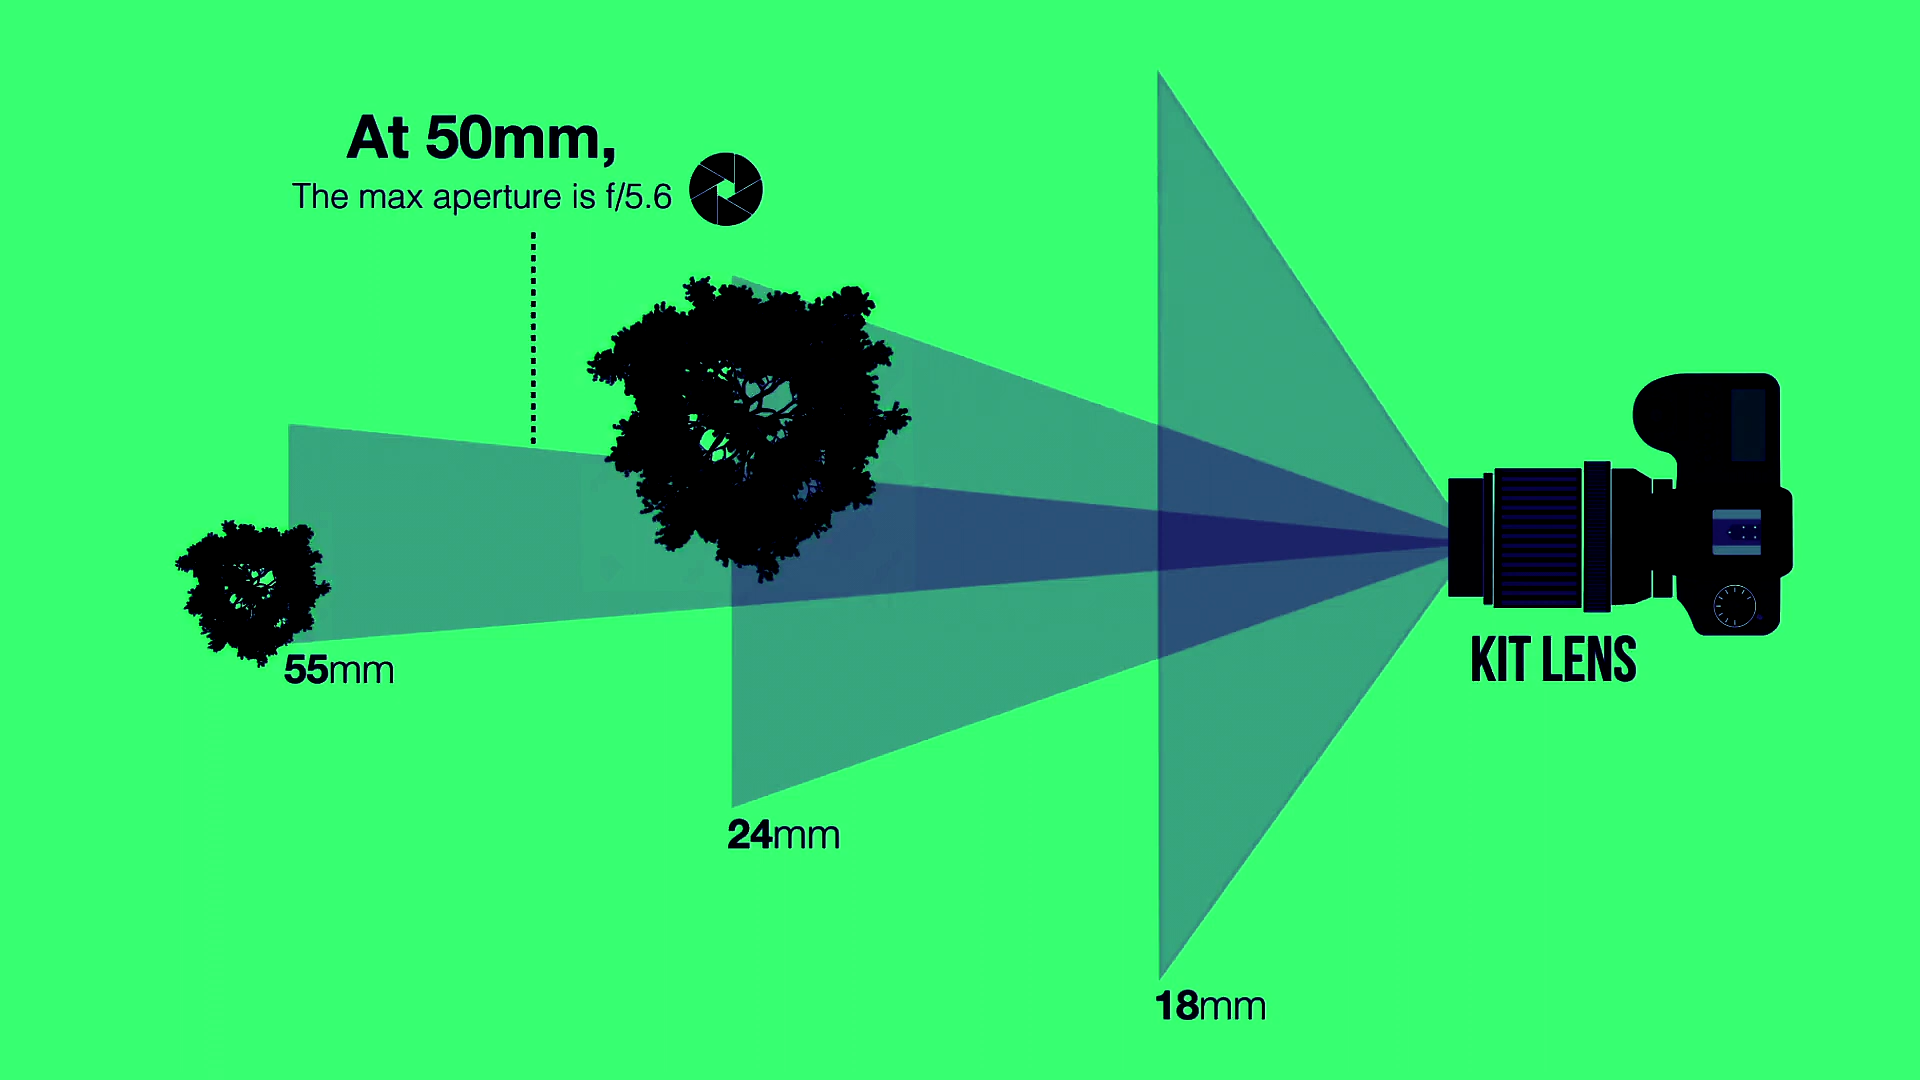 At 50mm,
The max aperture is f/5.6
55mm
KIT LENS
24mm
18mm